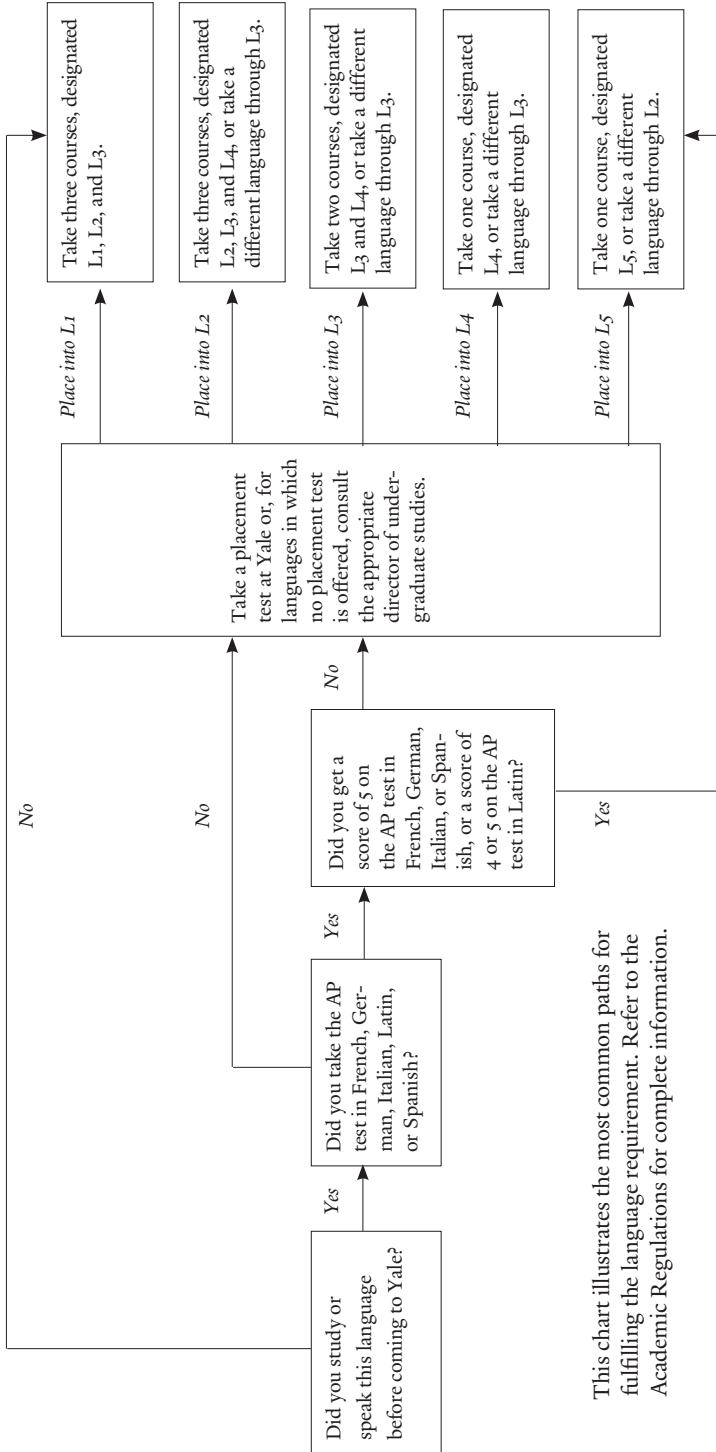 Did you study or
speak this language
before coming to Yale?
No
Yes
Did you take the AP
test in French, Ger-
man, Italian, Latin,
or Spanish?
No
Yes
Did you get a
score of 5 on
the AP test in
French, German,
Italian, or Span-
ish, or a score of
4 or 5 on the AP
test in Latin?
No
Yes
Take a placement
test at Yale or, for
languages in which
no placement test
is offered, consult
the appropriate
director of under-
graduate studies.
Place into L1
Take three courses, designated
L1, L2, and L3.
Place into L2
Take three courses, designated
L2, L3, and L4, or take a
different language through L3.
Place into L3
Take two courses, designated
L3 and L4, or take a different
language through L3.
Place into L4
Take one course, designated
L4, or take a different
language through L3.
Place into L5
Take one course, designated
L5, or take a different
language through L2.
This chart illustrates the most common paths for
fulfilling the language requirement. Refer to the
Academic Regulations for complete information.